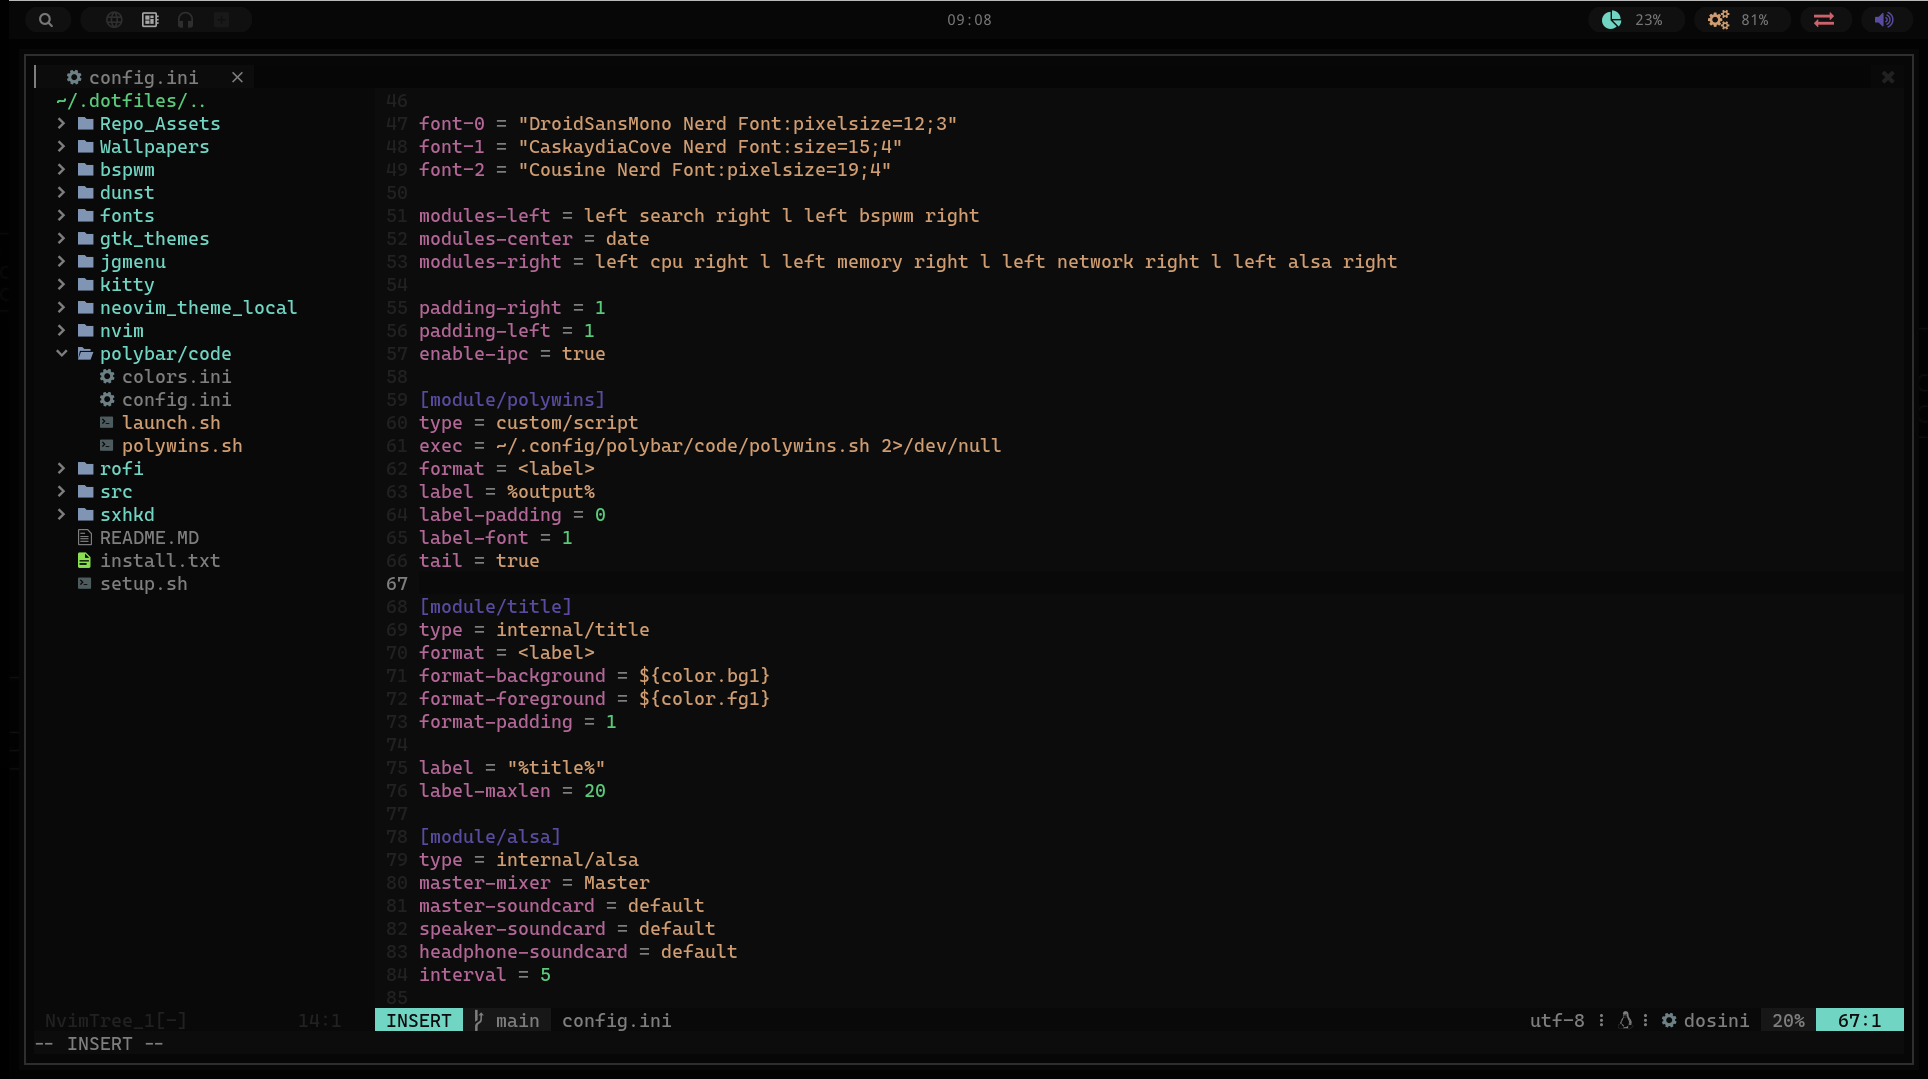 09:08
23%
81%
config.ini
~/.dotfiles/..
Repo_Assets
Wallpapers
bspwm
dunst
fonts
gtk_themes
jgmenu
kitty
neovim_theme_local
nvim
polybar/code
colors.ini
config.ini
launch.sh
polywins.sh
rofi
src
sxhkd
README.MD
install.txt
setup.sh
46
47 font-0 = "DroidSansMono Nerd Font:pixelsize=12;3"
48 font-1 = "CaskaydiaCove Nerd Font:size=15;4"
49 font-2 = "Cousine Nerd Font:pixelsize=19;4"
50
51 modules-left = left search right l left bspwm right
52 modules-center = date
53 modules-right = left cpu right l left memory right l left network right l left alsa right
54
55 padding-right = 1
56 padding-left = 1
57 enable-ipc = true
58
59 [module/polywins]
60 type = custom/script
61 exec = ~/.config/polybar/code/polywins.sh 2>/dev/null
62 format = <label>
63 label = %output%
64 label-padding = 0
65 label-font = 1
66 tail = true
67
68 [module/title]
69 type = internal/title
70 format = <label>
71 format-background = ${color.bg1}
72 format-foreground = ${color.fg1}
73 format-padding = 1
74
75 label = "%title%"
76 label-maxlen = 20
77
78 [module/alsa]
79 type = internal/alsa
80 master-mixer = Master
81 master-soundcard = default
82 speaker-soundcard = default
83 headphone-soundcard = default
84 interval = 5
85
NvimTree_1[-] 14:1
INSERT main config.ini utf-8 dosini 20% 67:1
-- INSERT --